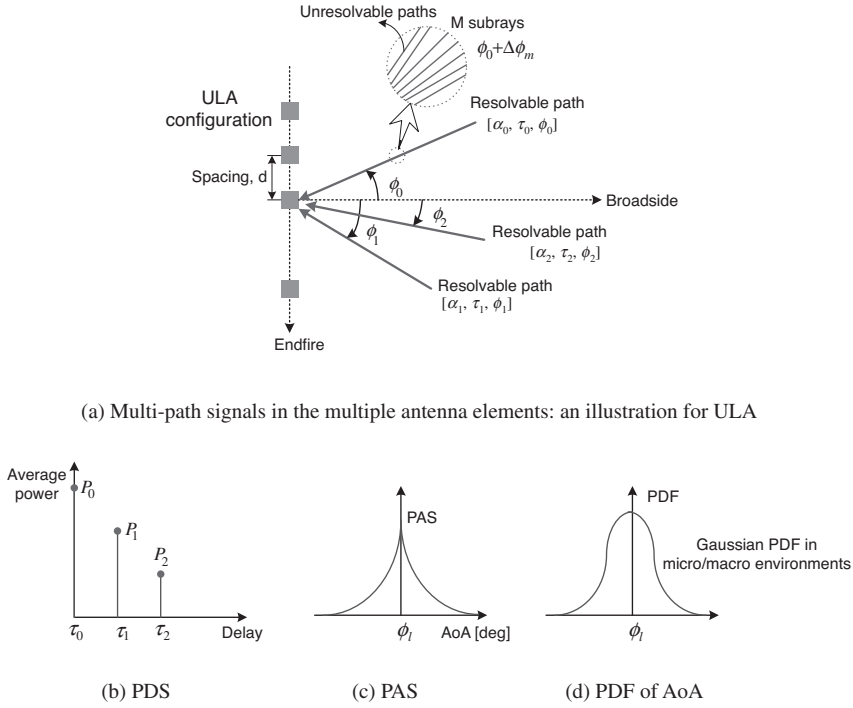 Unresolvable paths
M subrays
ϕ₀+Δϕₘ
ULA
configuration
Resolvable path
[α₀, τ₀, ϕ₀]
Spacing, d
ϕ₀
Broadside
ϕ₂
ϕ₁
Resolvable path
[α₂, τ₂, ϕ₂]
Resolvable path
[α₁, τ₁, ϕ₁]
Endfire
(a) Multi-path signals in the multiple antenna elements: an illustration for ULA
Average
power
P₀
P₁
P₂
τ₀
τ₁
τ₂
Delay
(b) PDS
PAS
ϕₗ
AoA [deg]
(c) PAS
PDF
Gaussian PDF in
micro/macro environments
ϕₗ
(d) PDF of AoA